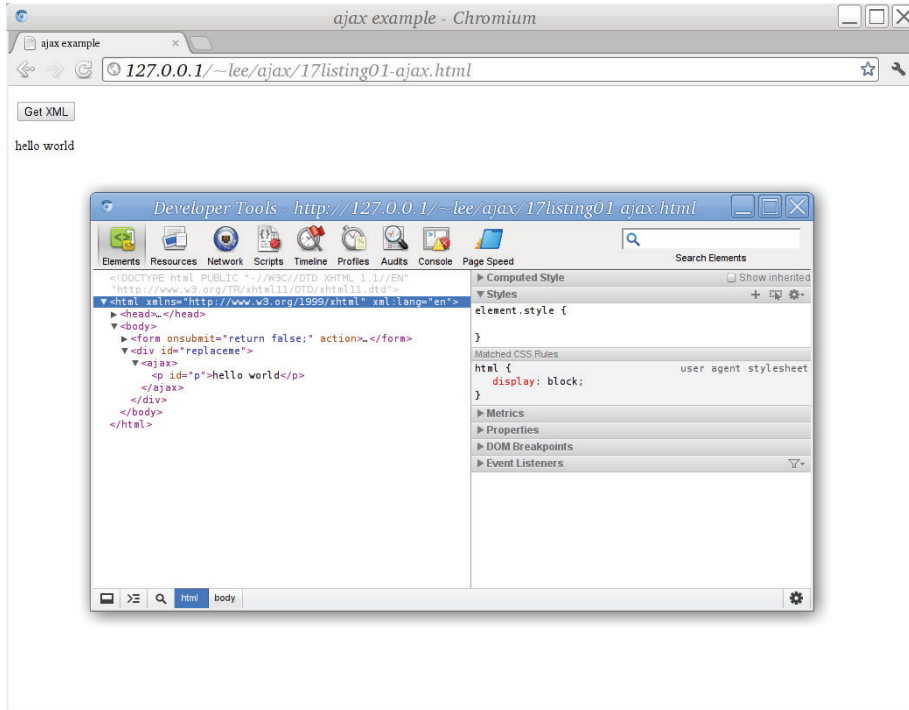 ajax example - Chromium
ajax example
127.0.0.1/~lee/ajax/17listing01-ajax.html
Get XML
hello world
Developer Tools - http://127.0.0.1/~lee/ajax/17listing01-ajax.html
Elements Resources Network Scripts Timeline Profiles Audits Console Page Speed
Search Elements
<!DOCTYPE html PUBLIC "-//W3C//DTD XHTML 1.1//EN"
"http://www.w3.org/TR/xhtml11/DTD/xhtml11.dtd">
▼<html xmlns="http://www.w3.org/1999/xhtml" xml:lang="en">
▶<head>…</head>
▼<body>
▶<form onsubmit="return false;" action>…</form>
▼<div id="replaceme">
▼<ajax>
<p id="p">hello world</p>
</ajax>
</div>
</body>
</html>
▶ Computed Style Show inherited
▼ Styles
element.style {
}
Matched CSS Rules
html { user agent stylesheet
display: block;
}
▶ Metrics
▶ Properties
▶ DOM Breakpoints
▶ Event Listeners
html body